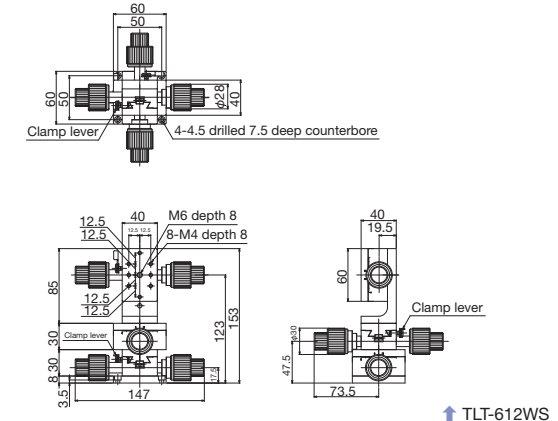 60
50
60
50
φ28
40
Clamp lever
4-4.5 drilled 7.5 deep counterbore
40
M6 depth 8
12.5
12.5
12.5 12.5
8-M4 depth 8
12.5
12.5
85
30
30
8
3.5
Clamp lever
123
153
17.5
147
40
19.5
60
Clamp lever
φ30
47.5
73.5
TLT-612WS